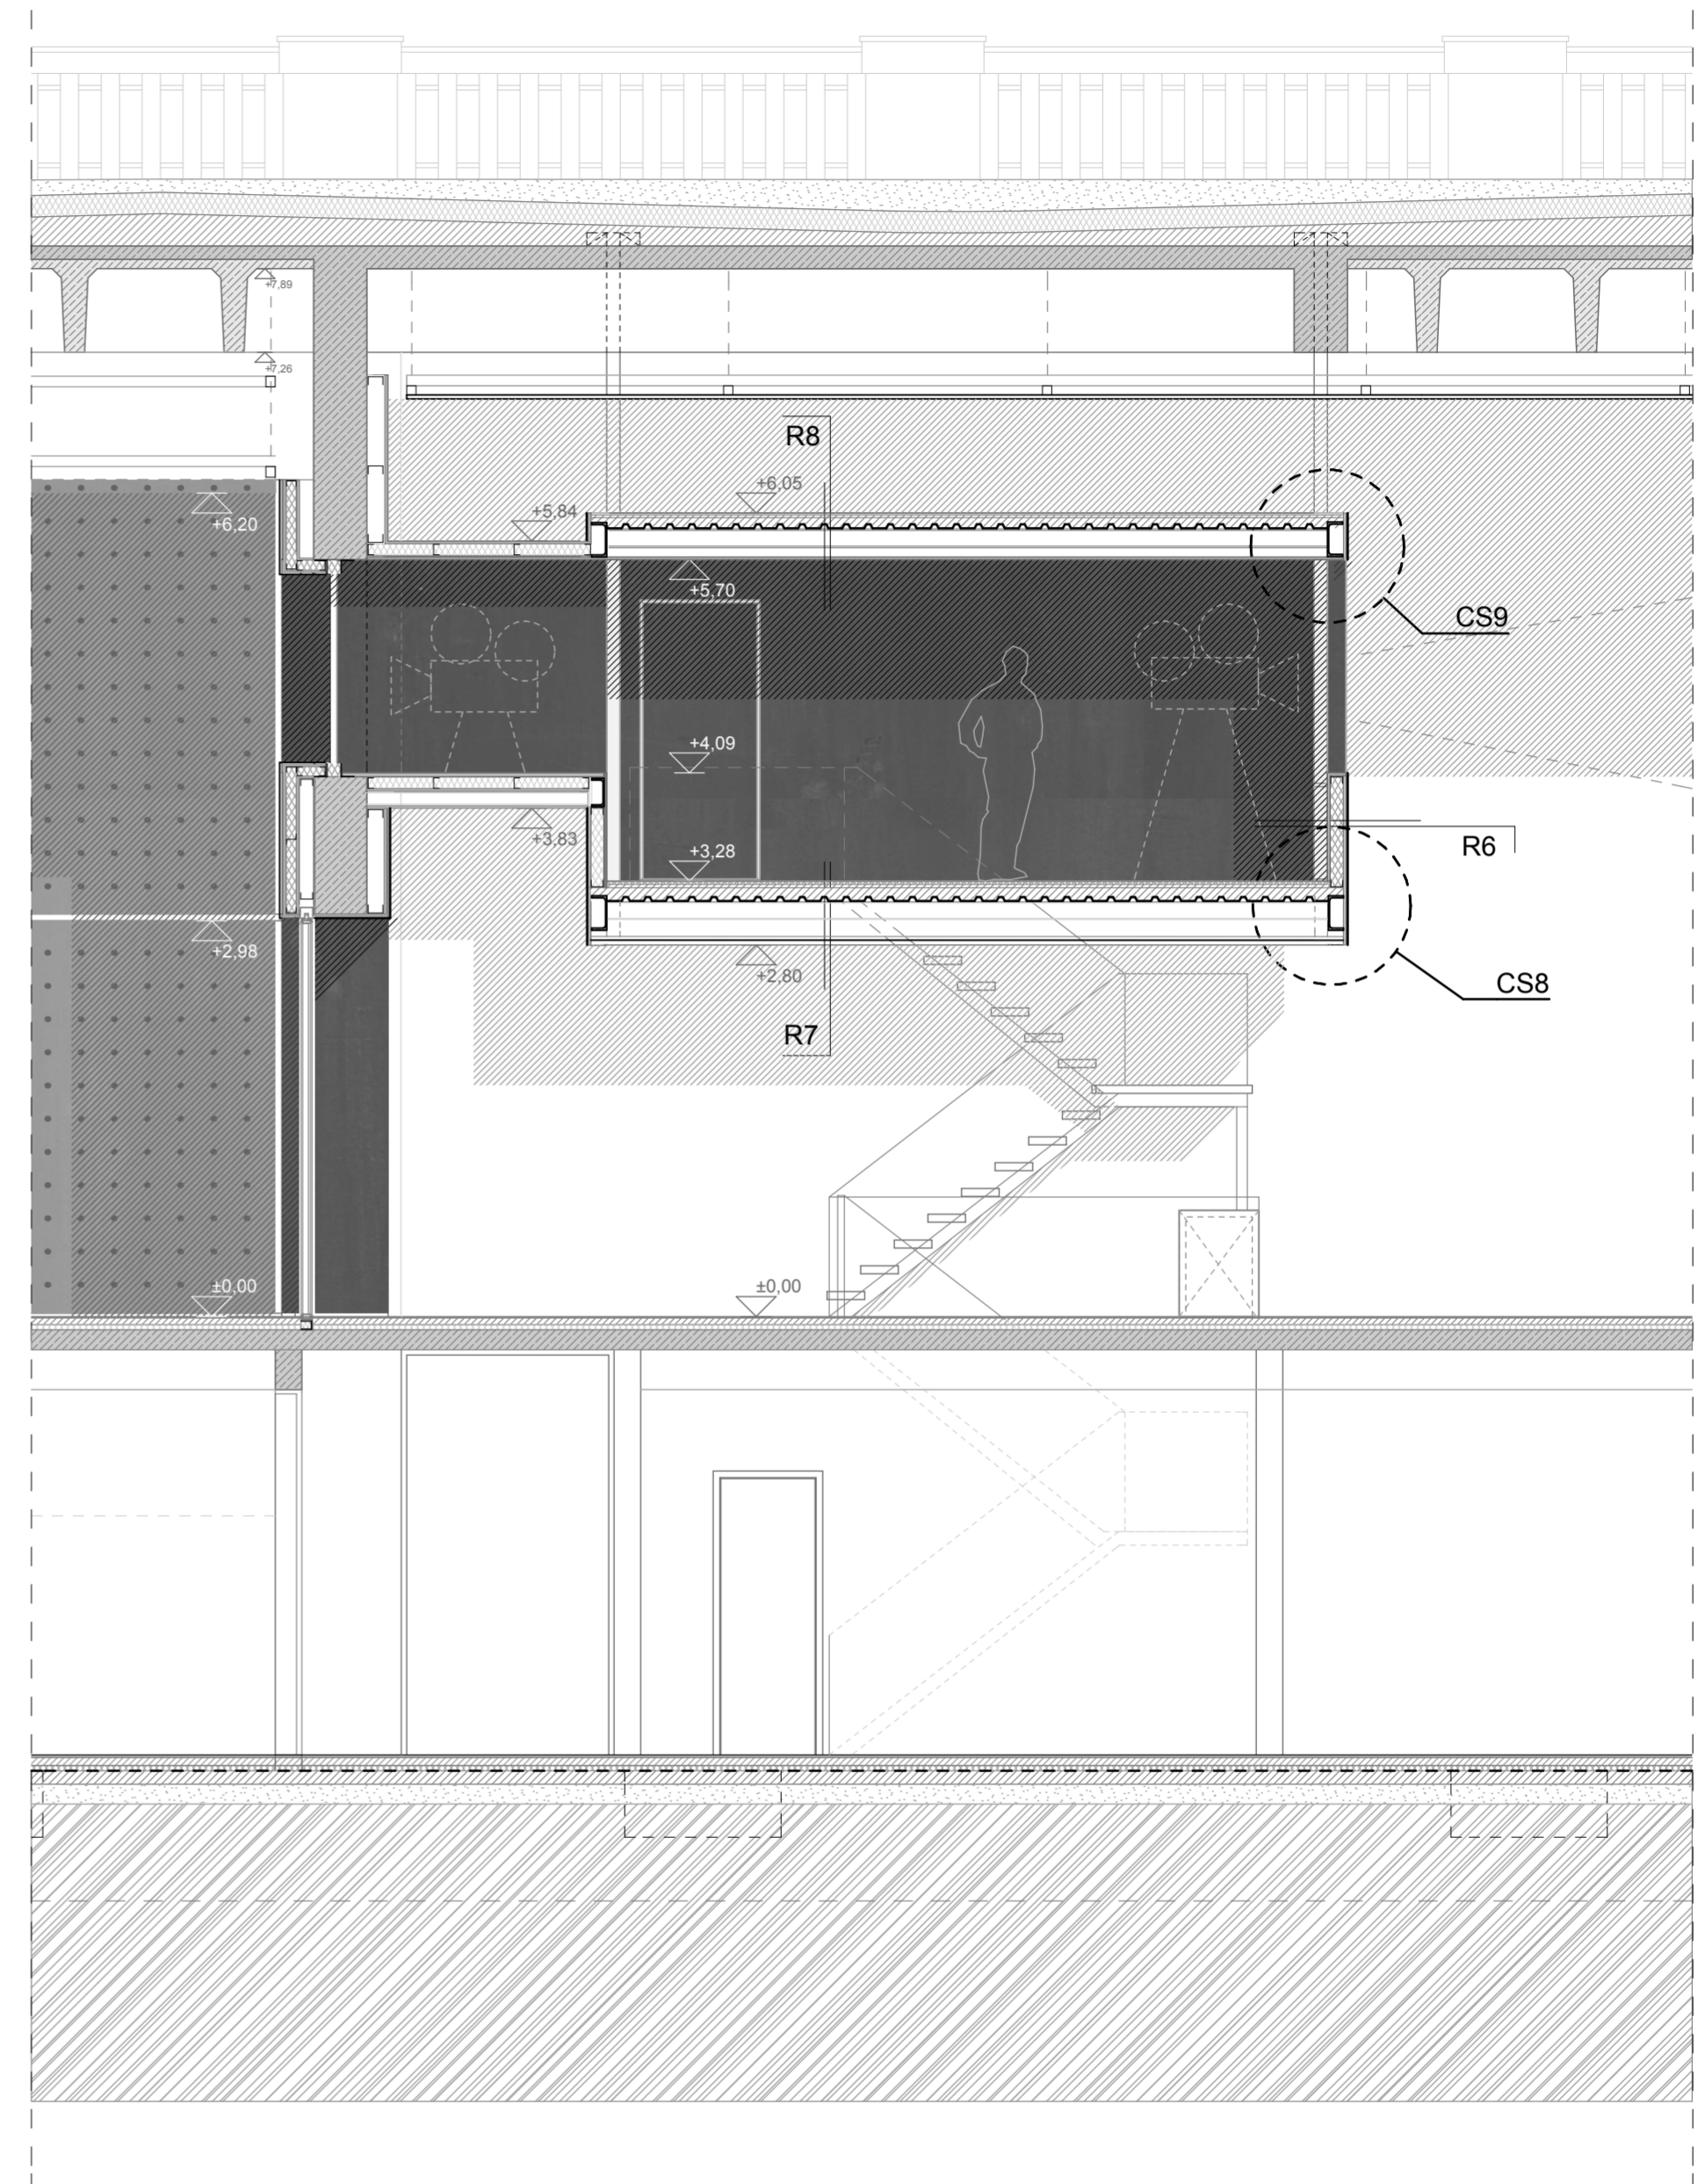 +7,89
+7,26
R8
+6,05
+5,84
+6,20
+5,70
CS9
+4,09
+3,83
+3,28
R6
+2,98
+2,80
CS8
R7
±0,00
±0,00